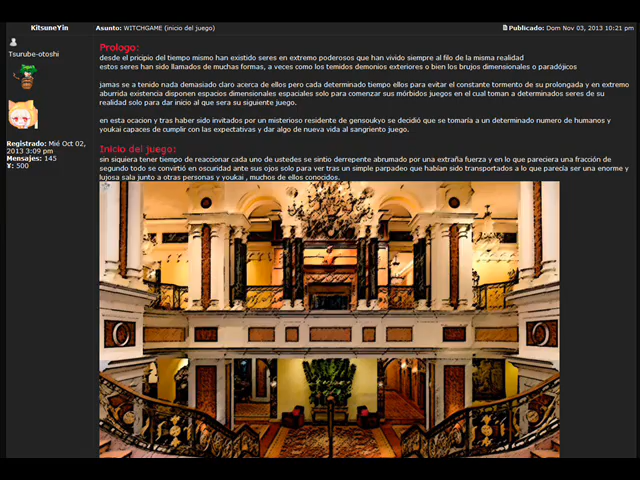 KitsuneYin
Asunto: WITCHGAME (inicio del juego)
Publicado: Dom Nov 03, 2013 10:21 pm
Tsurube-otoshi
Registrado: Mié Oct 02,
2013 3:09 pm
Mensajes: 145
¥: 500
Prologo:
desde el pricipio del tiempo mismo han existido seres en extremo poderosos que han vivido siempre al filo de la misma realidad
estos seres han sido llamados de muchas formas, a veces como los temidos demonios exteriores o bien los brujos dimensionales o paradójicos
jamas se a tenido nada demasiado claro acerca de ellos pero cada determinado tiempo ellos para evitar el constante tormento de su prolongada y en extremo
aburrida existencia disponen espacios dimensionales espaciales solo para comenzar sus mórbidos juegos en el cual toman a determinados seres de su
realidad solo para dar inicio al que sera su siguiente juego.
en esta ocacion y tras haber sido invitados por un misterioso residente de gensoukyo se decidió que se tomaría a un determinado numero de humanos y
youkai capaces de cumplir con las expectativas y dar algo de nueva vida al sangriento juego.
Inicio del juego:
sin siquiera tener tiempo de reaccionar cada uno de ustedes se sintio derrepente abrumado por una extraña fuerza y en lo que pareciera una fracción de
segundo todo se convirtió en oscuridad ante sus ojos solo para ver tras un simple parpadeo que habían sido transportados a lo que parecía ser una enorme y
lujosa sala junto a otras personas y youkai , muchos de ellos conocidos.